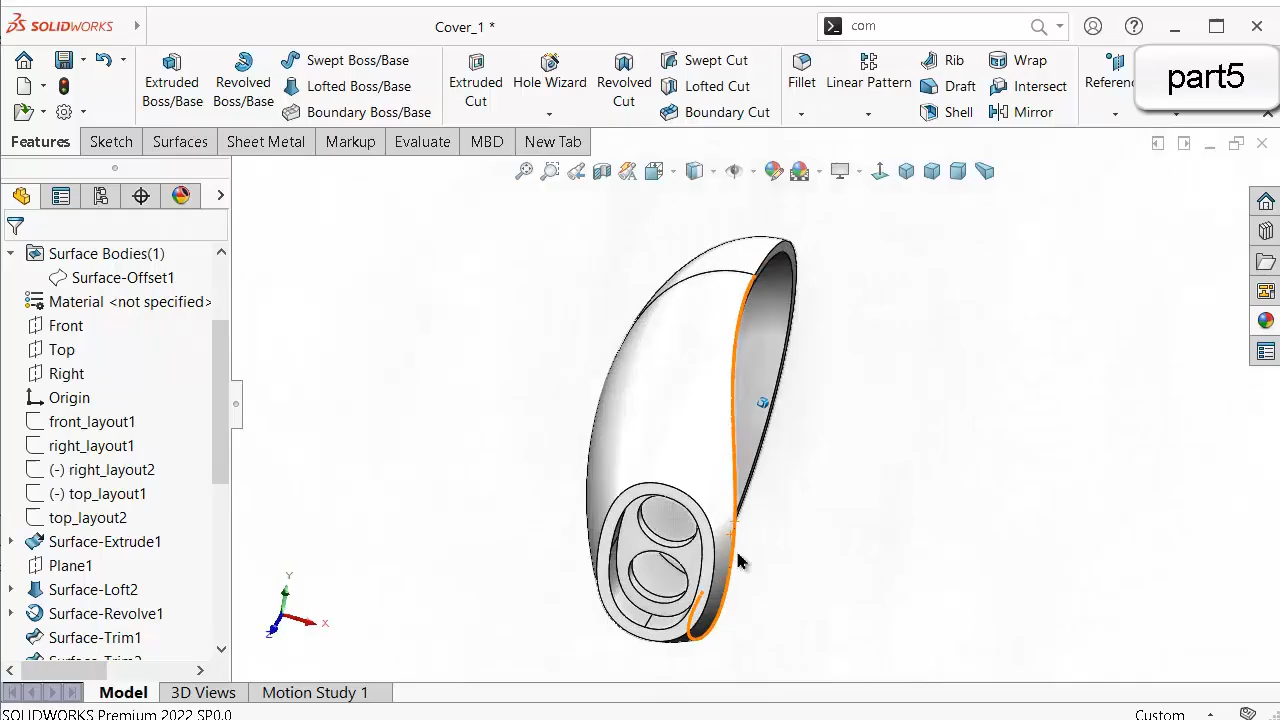 SOLIDWORKS
Cover_1 *
com
part5
Extruded Boss/Base
Revolved Boss/Base
Swept Boss/Base
Lofted Boss/Base
Boundary Boss/Base
Extruded Cut
Hole Wizard
Revolved Cut
Swept Cut
Lofted Cut
Boundary Cut
Fillet
Linear Pattern
Rib
Draft
Shell
Wrap
Intersect
Mirror
Features
Sketch
Surfaces
Sheet Metal
Markup
Evaluate
MBD
New Tab
Surface Bodies(1)
Surface-Offset1
Material <not specified>
Front
Top
Right
Origin
front_layout1
right_layout1
(-) right_layout2
(-) top_layout1
top_layout2
Surface-Extrude1
Plane1
Surface-Loft2
Surface-Revolve1
Surface-Trim1
Y
X
Z
Model
3D Views
Motion Study 1
SOLIDWORKS Premium 2022 SP0.0
Custom